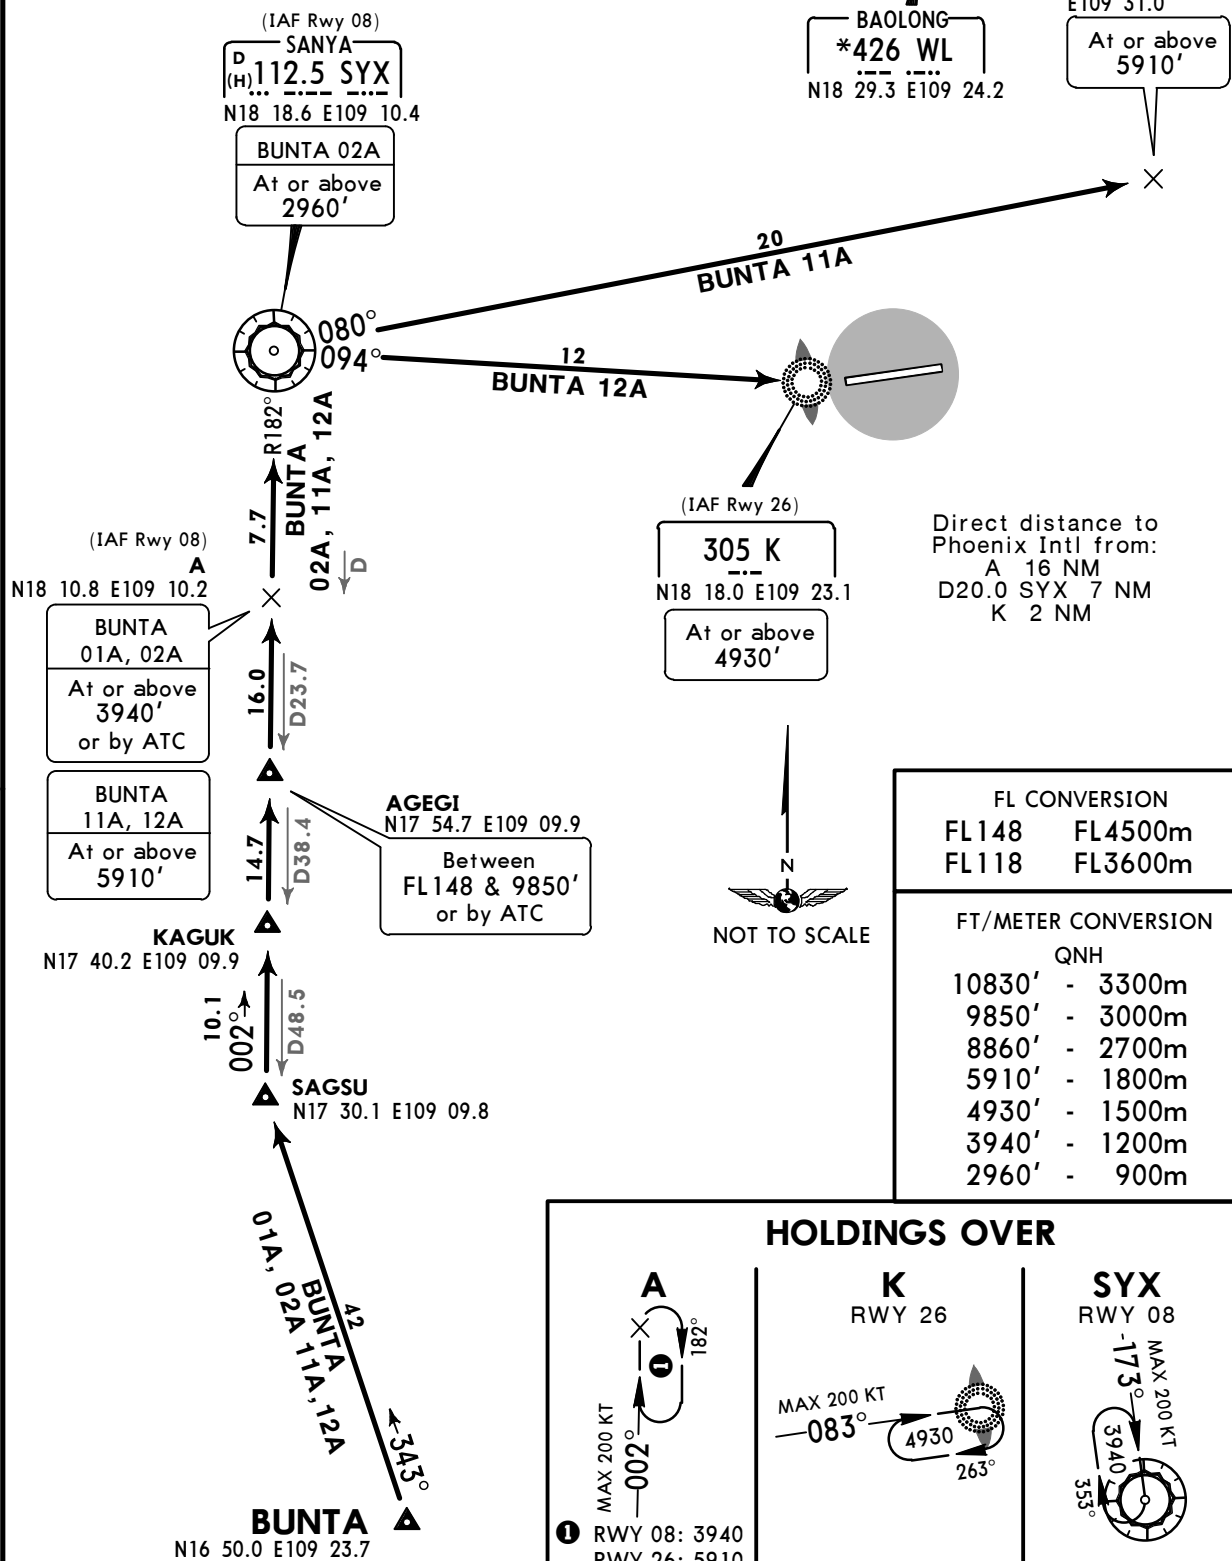 (IAF Rwy 08)
SANYA
D
(H) 112.5 SYX
N18 18.6 E109 10.4
BUNTA 02A
At or above
2960'
BAOLONG
*426 WL
N18 29.3 E109 24.2
E109 31.0
At or above
5910'
20
BUNTA 11A
080°
094°
12
BUNTA 12A
R182°
BUNTA
02A, 11A, 12A
7.7
D
(IAF Rwy 08)
A
N18 10.8 E109 10.2
BUNTA
01A, 02A
At or above
3940'
or by ATC
BUNTA
11A, 12A
At or above
5910'
16.0
D23.7
(IAF Rwy 26)
305 K
N18 18.0 E109 23.1
At or above
4930'
Direct distance to
Phoenix Intl from:
A 16 NM
D20.0 SYX 7 NM
K 2 NM
AGEGI
N17 54.7 E109 09.9
Between
FL148 & 9850'
or by ATC
14.7
D38.4
KAGUK
N17 40.2 E109 09.9
10.1
002°
D48.5
SAGSU
N17 30.1 E109 09.8
N
NOT TO SCALE
FL CONVERSION
FL148 FL4500m
FL118 FL3600m
FT/METER CONVERSION
QNH
10830' - 3300m
9850' - 3000m
8860' - 2700m
5910' - 1800m
4930' - 1500m
3940' - 1200m
2960' - 900m
42
BUNTA
01A, 02A 11A, 12A
343°
BUNTA
N16 50.0 E109 23.7
HOLDINGS OVER
A
182°
1
MAX 200 KT
002°
1 RWY 08: 3940
RWY 26: 5910
K
RWY 26
MAX 200 KT
083°
4930
263°
SYX
RWY 08
173°
MAX 200 KT
3940
353°